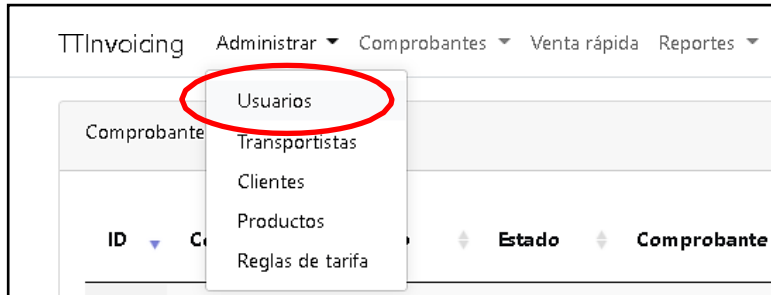 TTInvoicing Administrar Comprobantes Venta rápida Reportes
Usuarios
Comprobante
Transportistas
Clientes
Productos
ID Estado Comprobante
Reglas de tarifa